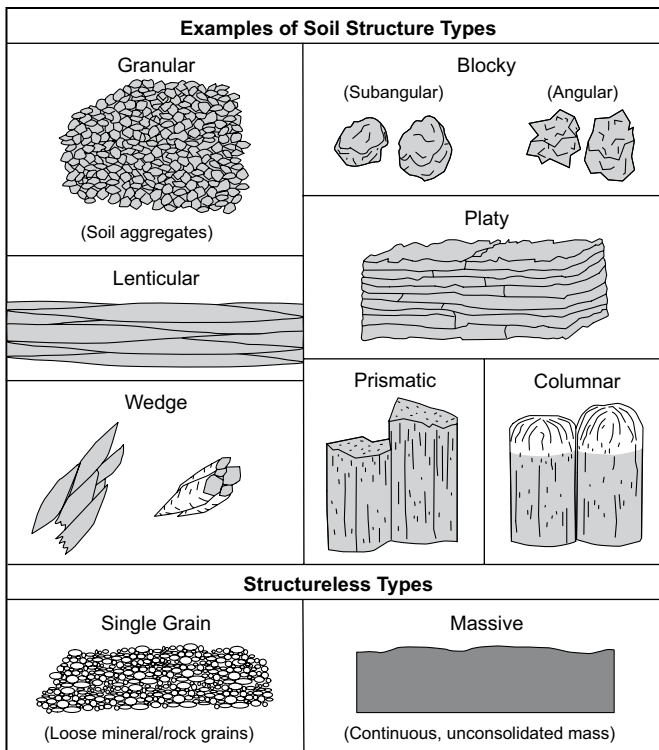 Examples of Soil Structure Types
Granular
(Soil aggregates)
Blocky
(Subangular)
(Angular)
Lenticular
Platy
Wedge
Prismatic
Columnar
Structureless Types
Single Grain
(Loose mineral/rock grains)
Massive
(Continuous, unconsolidated mass)